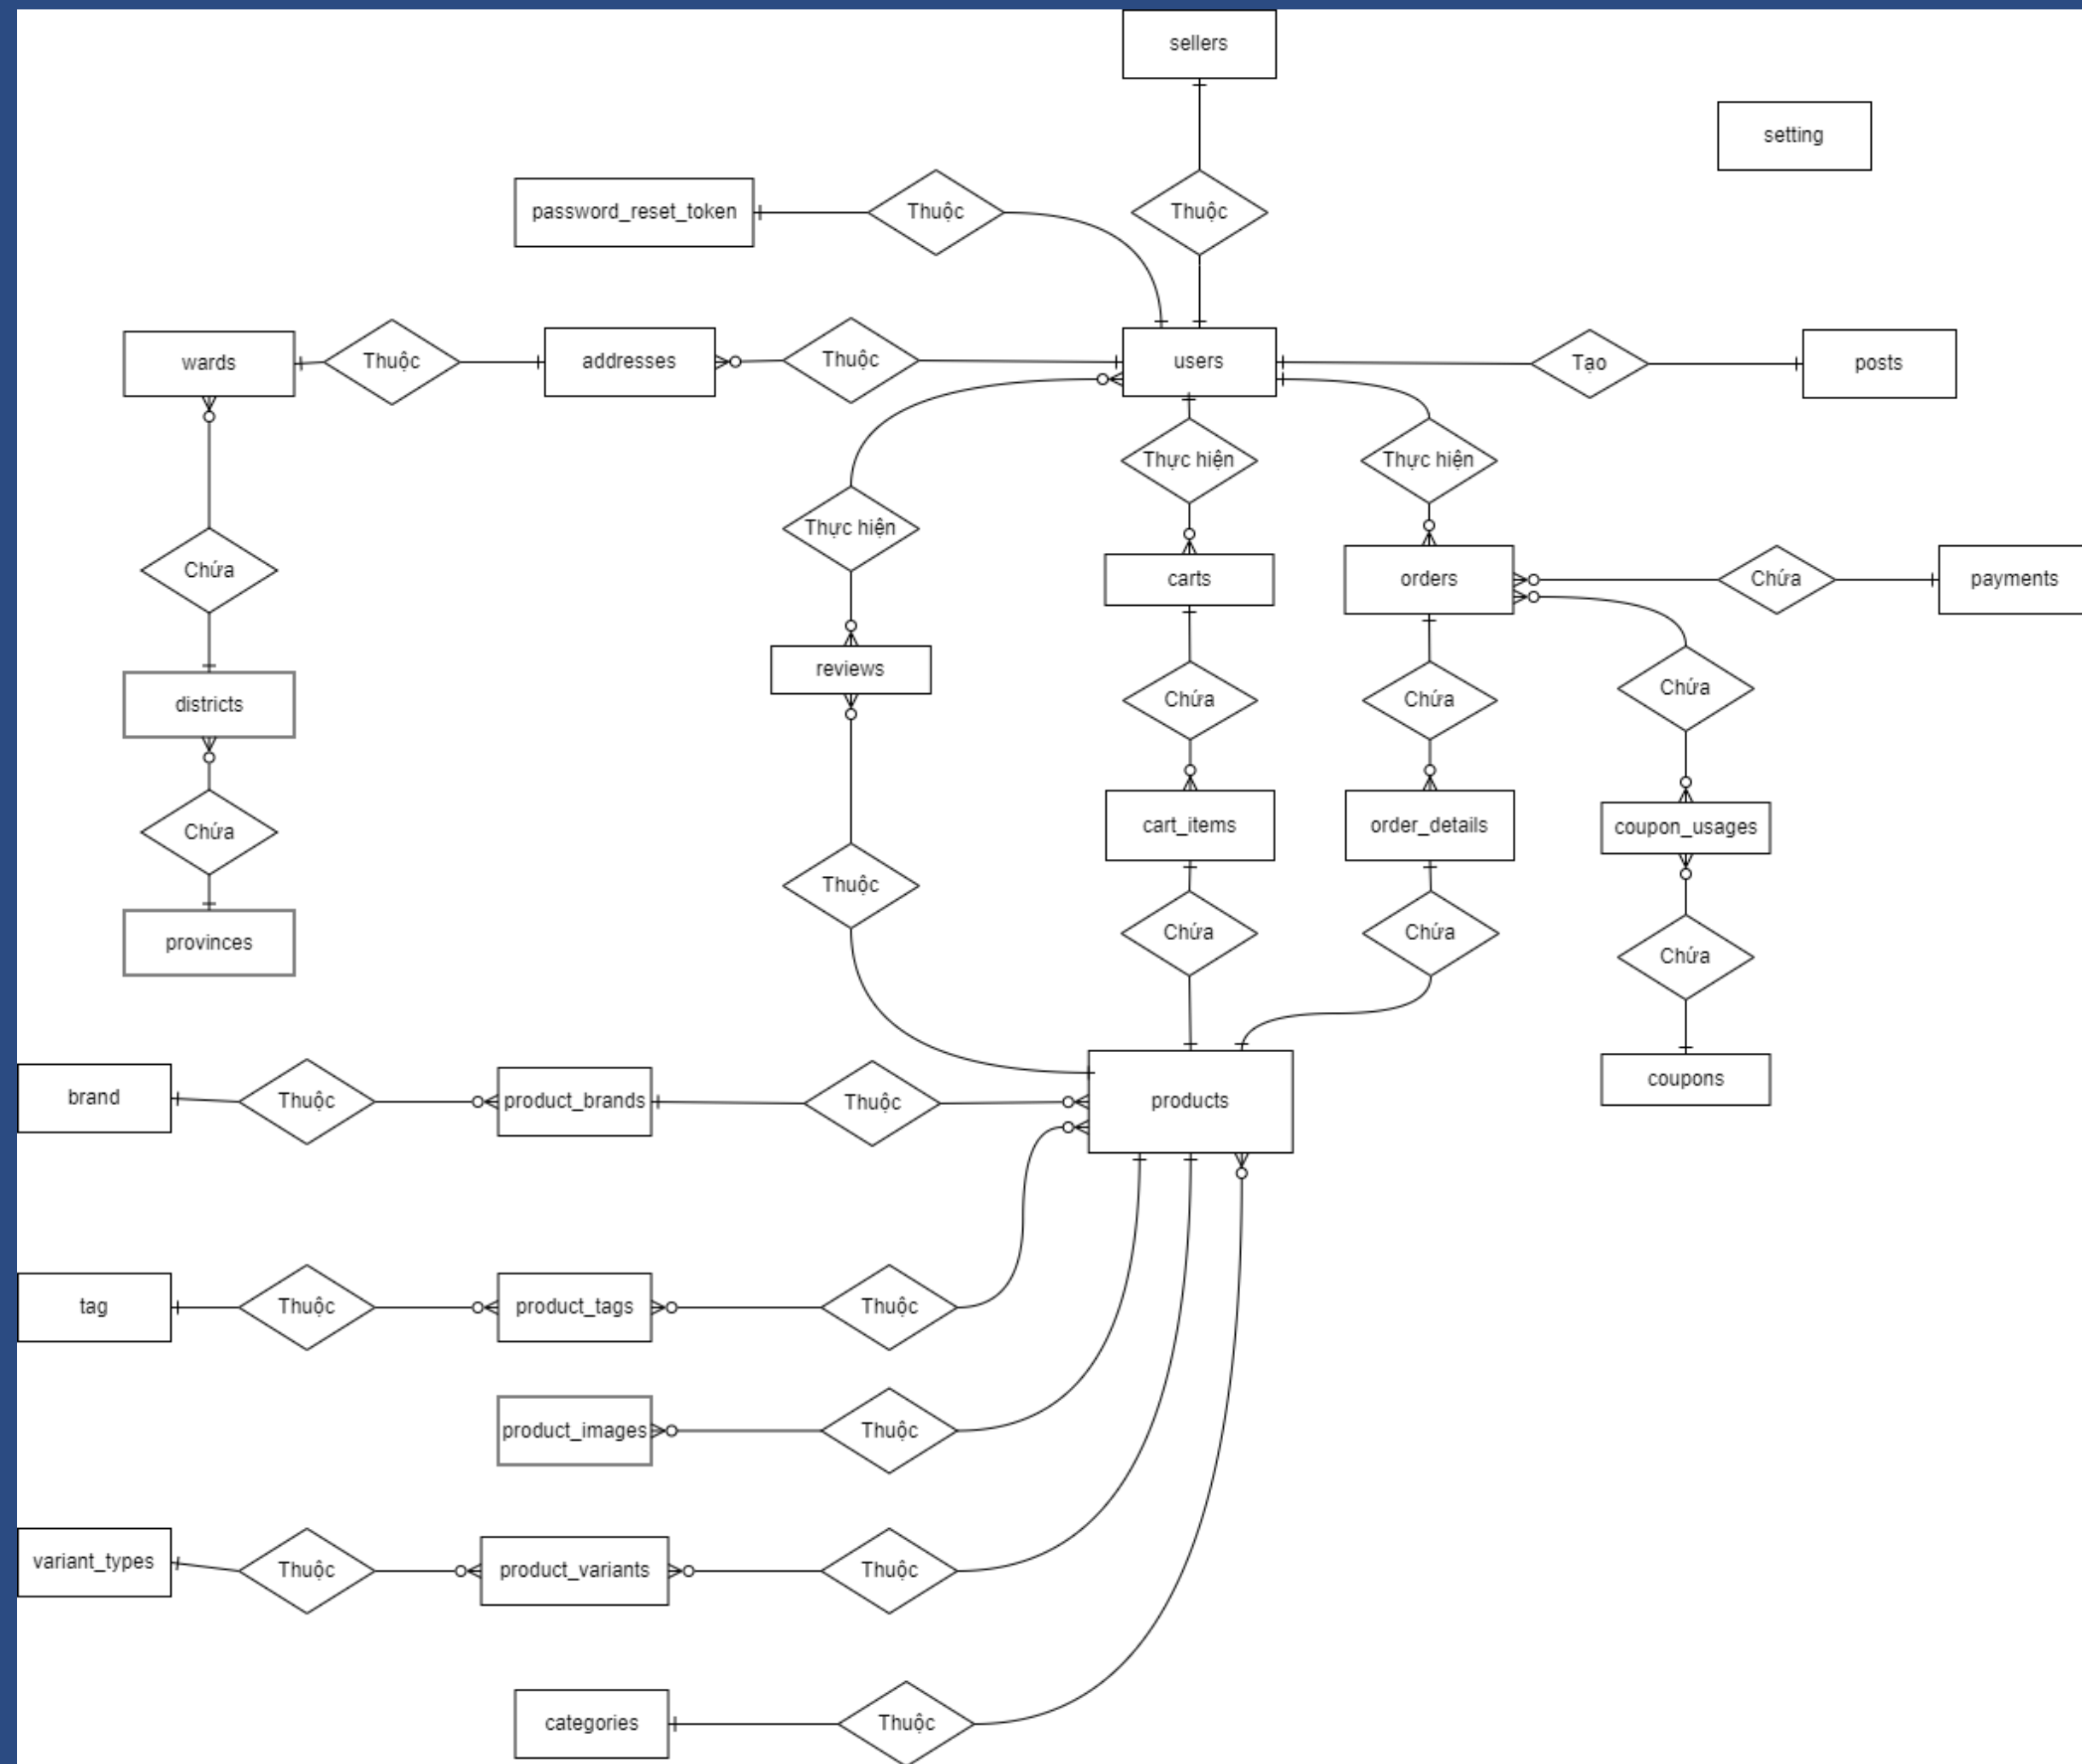 sellers
setting
password_reset_token
Thuộc
Thuộc
wards
Thuộc
addresses
Thuộc
users
Tạo
posts
Thực hiện
Thực hiện
Thực hiện
Chứa
carts
orders
Chứa
payments
reviews
districts
Chứa
Chứa
Chứa
Chứa
cart_items
order_details
coupon_usages
Thuộc
provinces
Chứa
Chứa
Chứa
coupons
brand
Thuộc
product_brands
Thuộc
products
tag
Thuộc
product_tags
Thuộc
product_images
Thuộc
variant_types
Thuộc
product_variants
Thuộc
categories
Thuộc